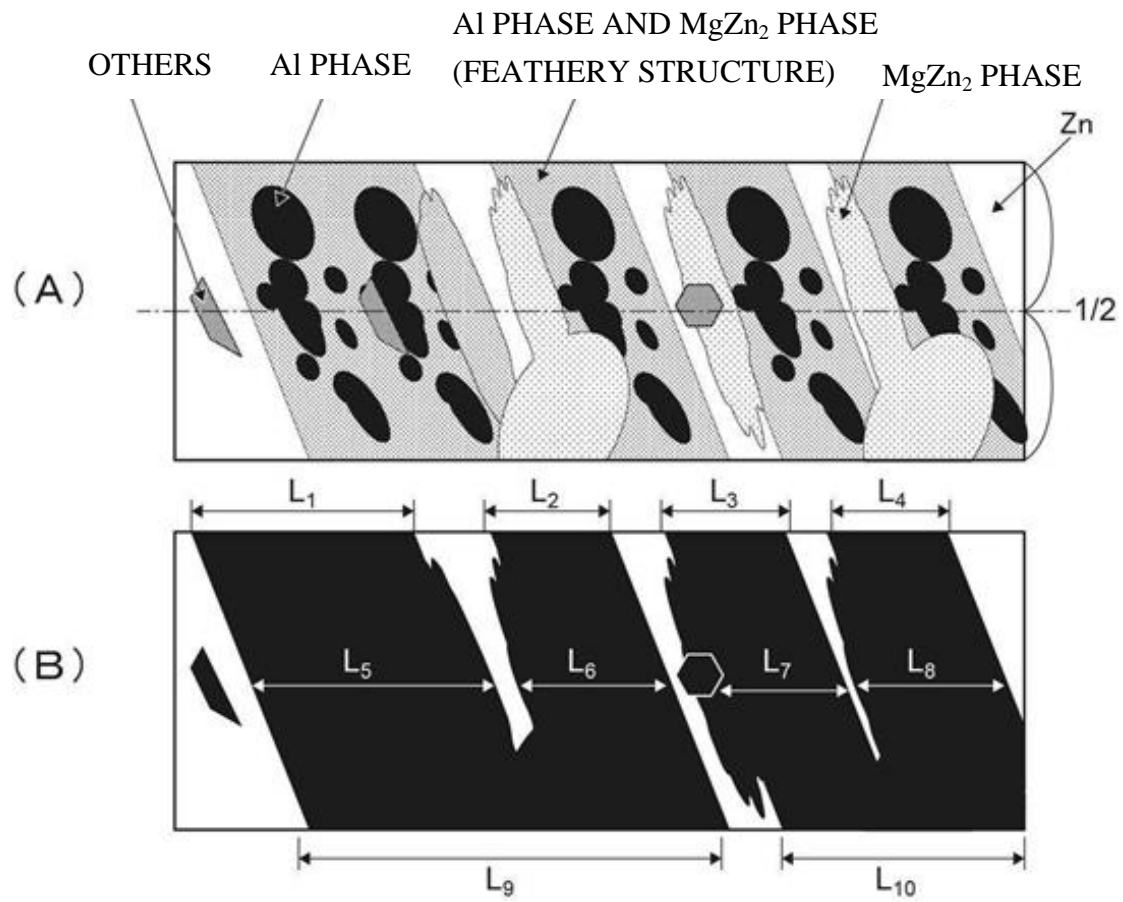 Al PHASE AND MgZn₂ PHASE
OTHERS Al PHASE (FEATHERY STRUCTURE) MgZn₂ PHASE
Zn
(A)
1/2
L₁ L₂ L₃ L₄
(B)
L₅ L₆ L₇ L₈
L₉ L₁₀